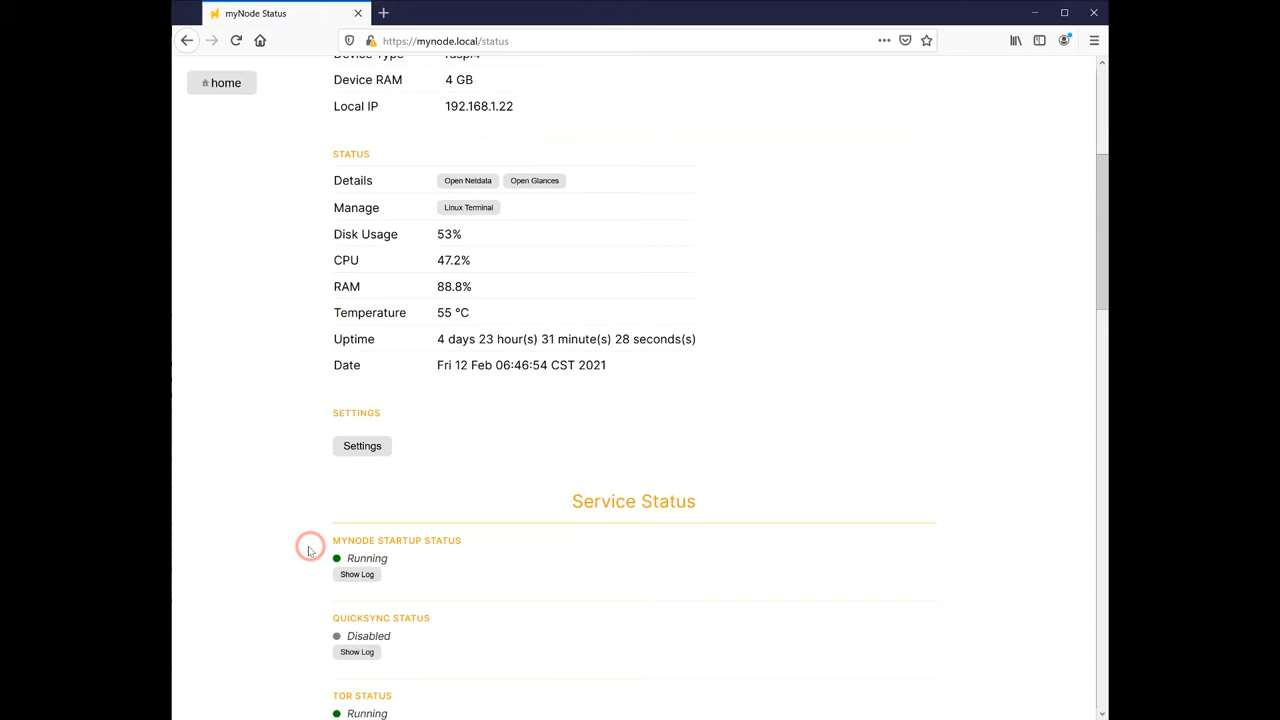 myNode Status
https://mynode.local/status
home
Device RAM 4 GB
Local IP 192.168.1.22
STATUS
Details Open Netdata Open Glances
Manage Linux Terminal
Disk Usage 53%
CPU 47.2%
RAM 88.8%
Temperature 55 °C
Uptime 4 days 23 hour(s) 31 minute(s) 28 seconds(s)
Date Fri 12 Feb 06:46:54 CST 2021
SETTINGS
Settings
Service Status
MYNODE STARTUP STATUS
Running
Show Log
QUICKSYNC STATUS
Disabled
Show Log
TOR STATUS
Running